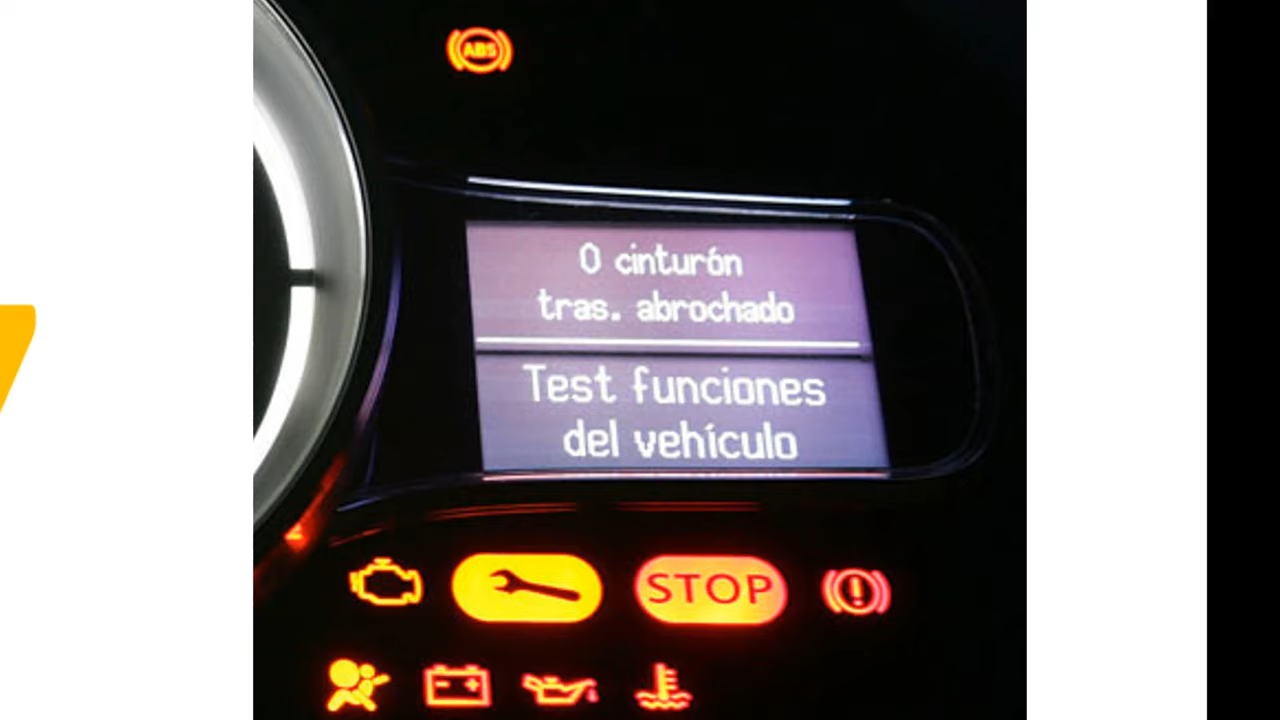 ABS
0 cinturón
tras. abrochado
Test funciones
del vehículo
STOP